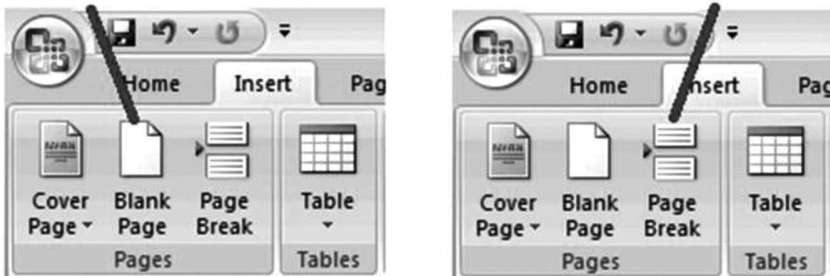 Home Insert Pag
Cover Blank Page Table
Page Page Break
Pages Tables
Home Insert Pag
Cover Blank Page Table
Page Page Break
Pages Tables